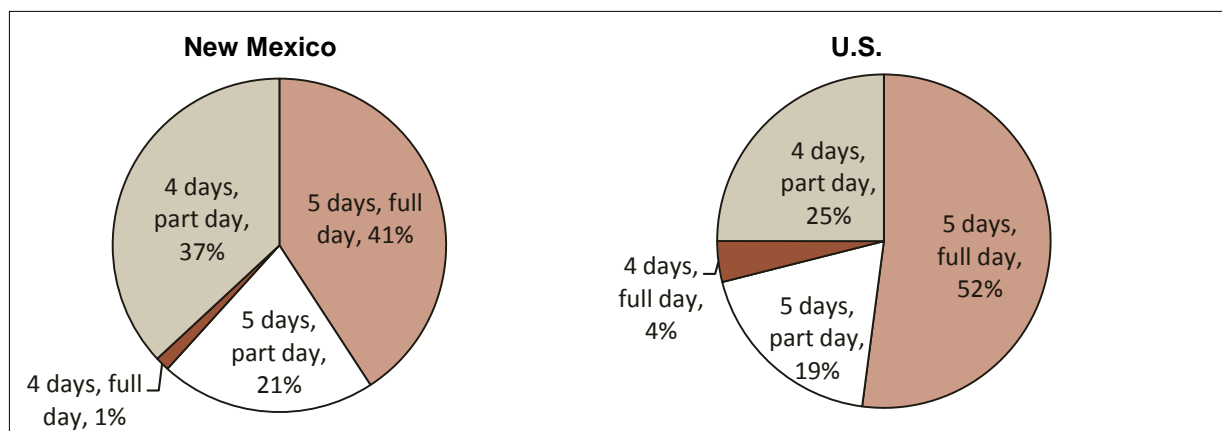 New Mexico
4 days,
part day,
37%
5 days, full
day, 41%
5 days,
part day,
21%
4 days, full
day, 1%
U.S.
4 days,
part day,
25%
5 days,
full day,
52%
4 days,
full day,
4%
5 days,
part day,
19%